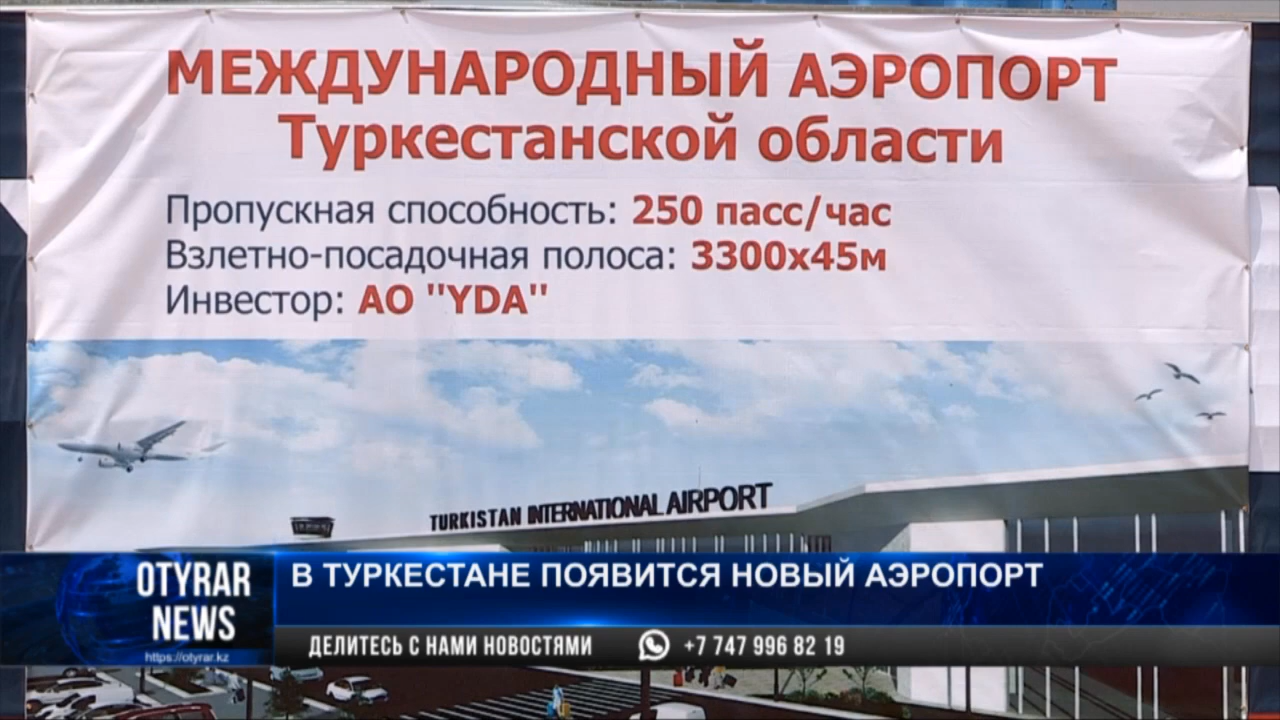 МЕЖДУНАРОДНЫЙ АЭРОПОРТ
Туркестанской области
Пропускная способность: 250 пасс/час
Взлетно-посадочная полоса: 3300х45м
Инвестор: АО "YDA"
TURKISTAN INTERNATIONAL AIRPORT
OTYRAR
NEWS
https://otyrar.kz
В ТУРКЕСТАНЕ ПОЯВИТСЯ НОВЫЙ АЭРОПОРТ
ДЕЛИТЕСЬ С НАМИ НОВОСТЯМИ +7 747 996 82 19